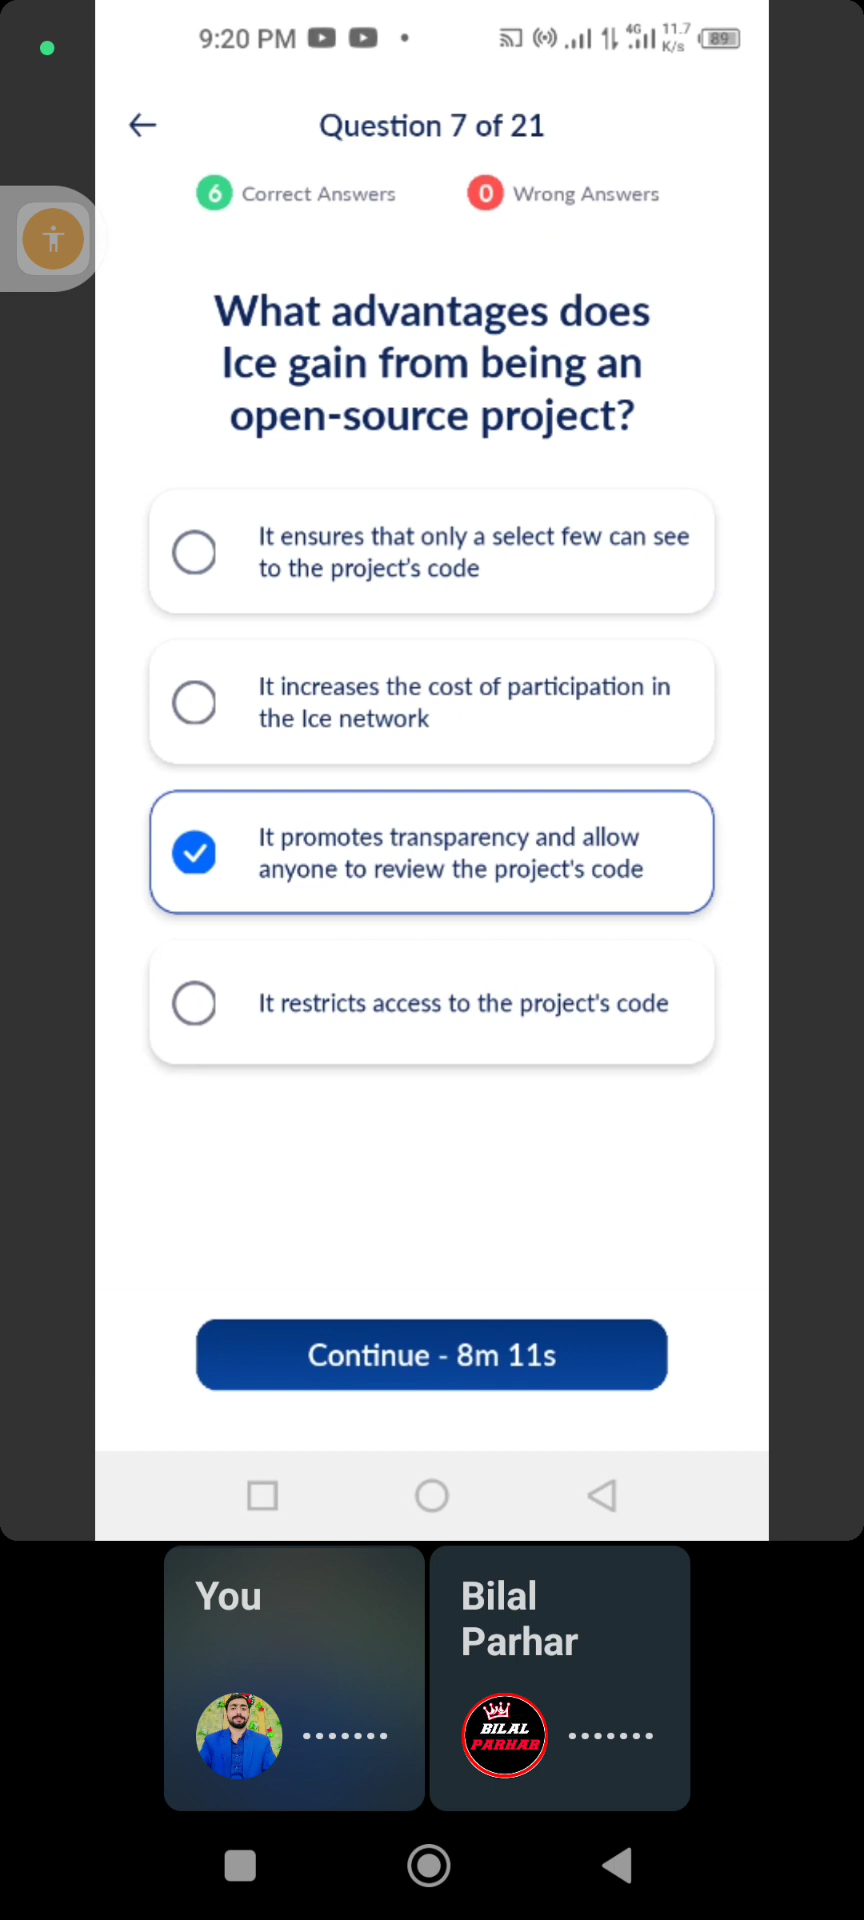 9:20 PM
4G
11.7
K/s
89
Question 7 of 21
6 Correct Answers
0 Wrong Answers
What advantages does
Ice gain from being an
open-source project?
It ensures that only a select few can see
to the project's code
It increases the cost of participation in
the Ice network
It promotes transparency and allow
anyone to review the project's code
It restricts access to the project's code
Continue - 8m 11s
You
Bilal
Parhar
BILAL
PARHAR